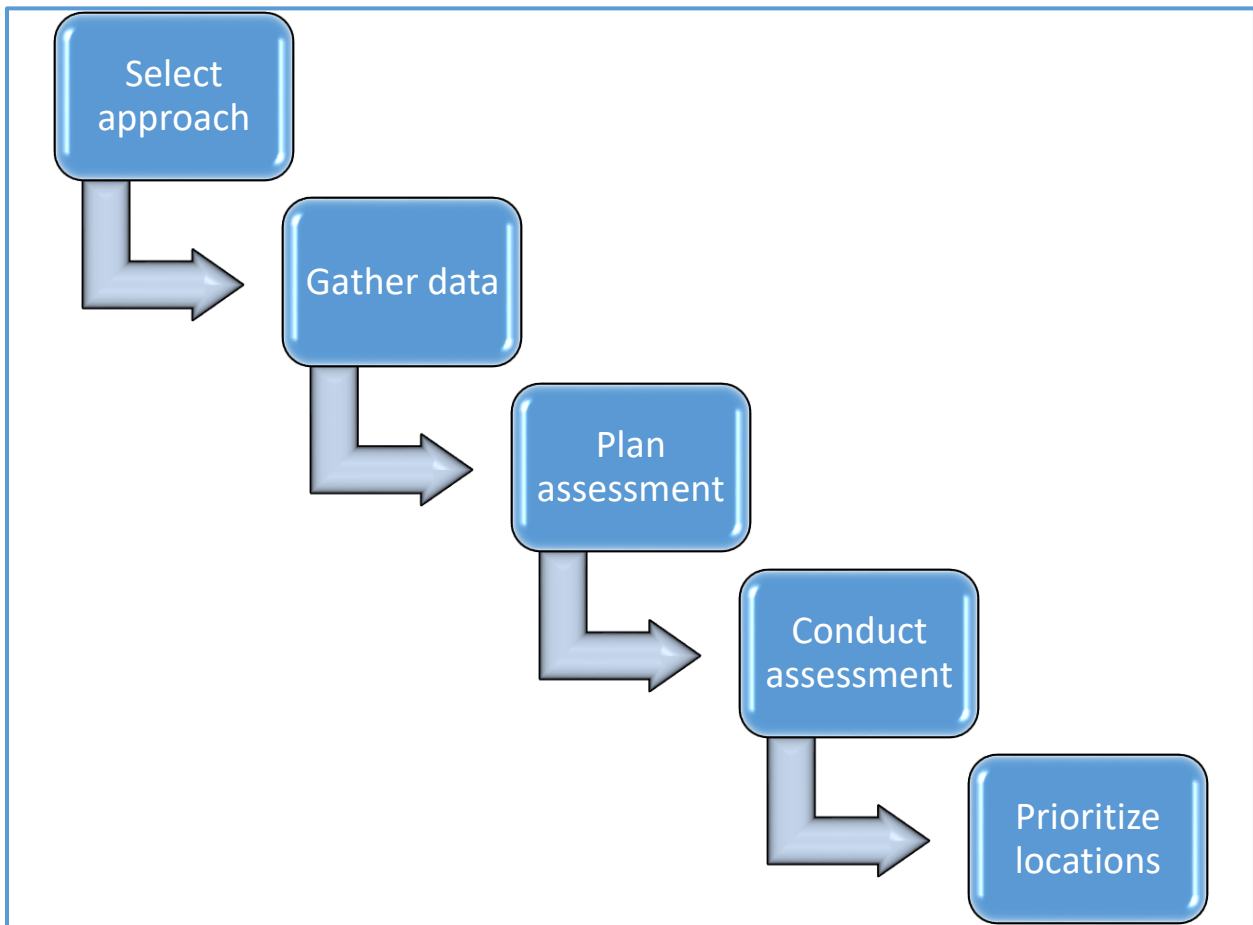 Select
approach
Gather data
Plan
assessment
Conduct
assessment
Prioritize
locations